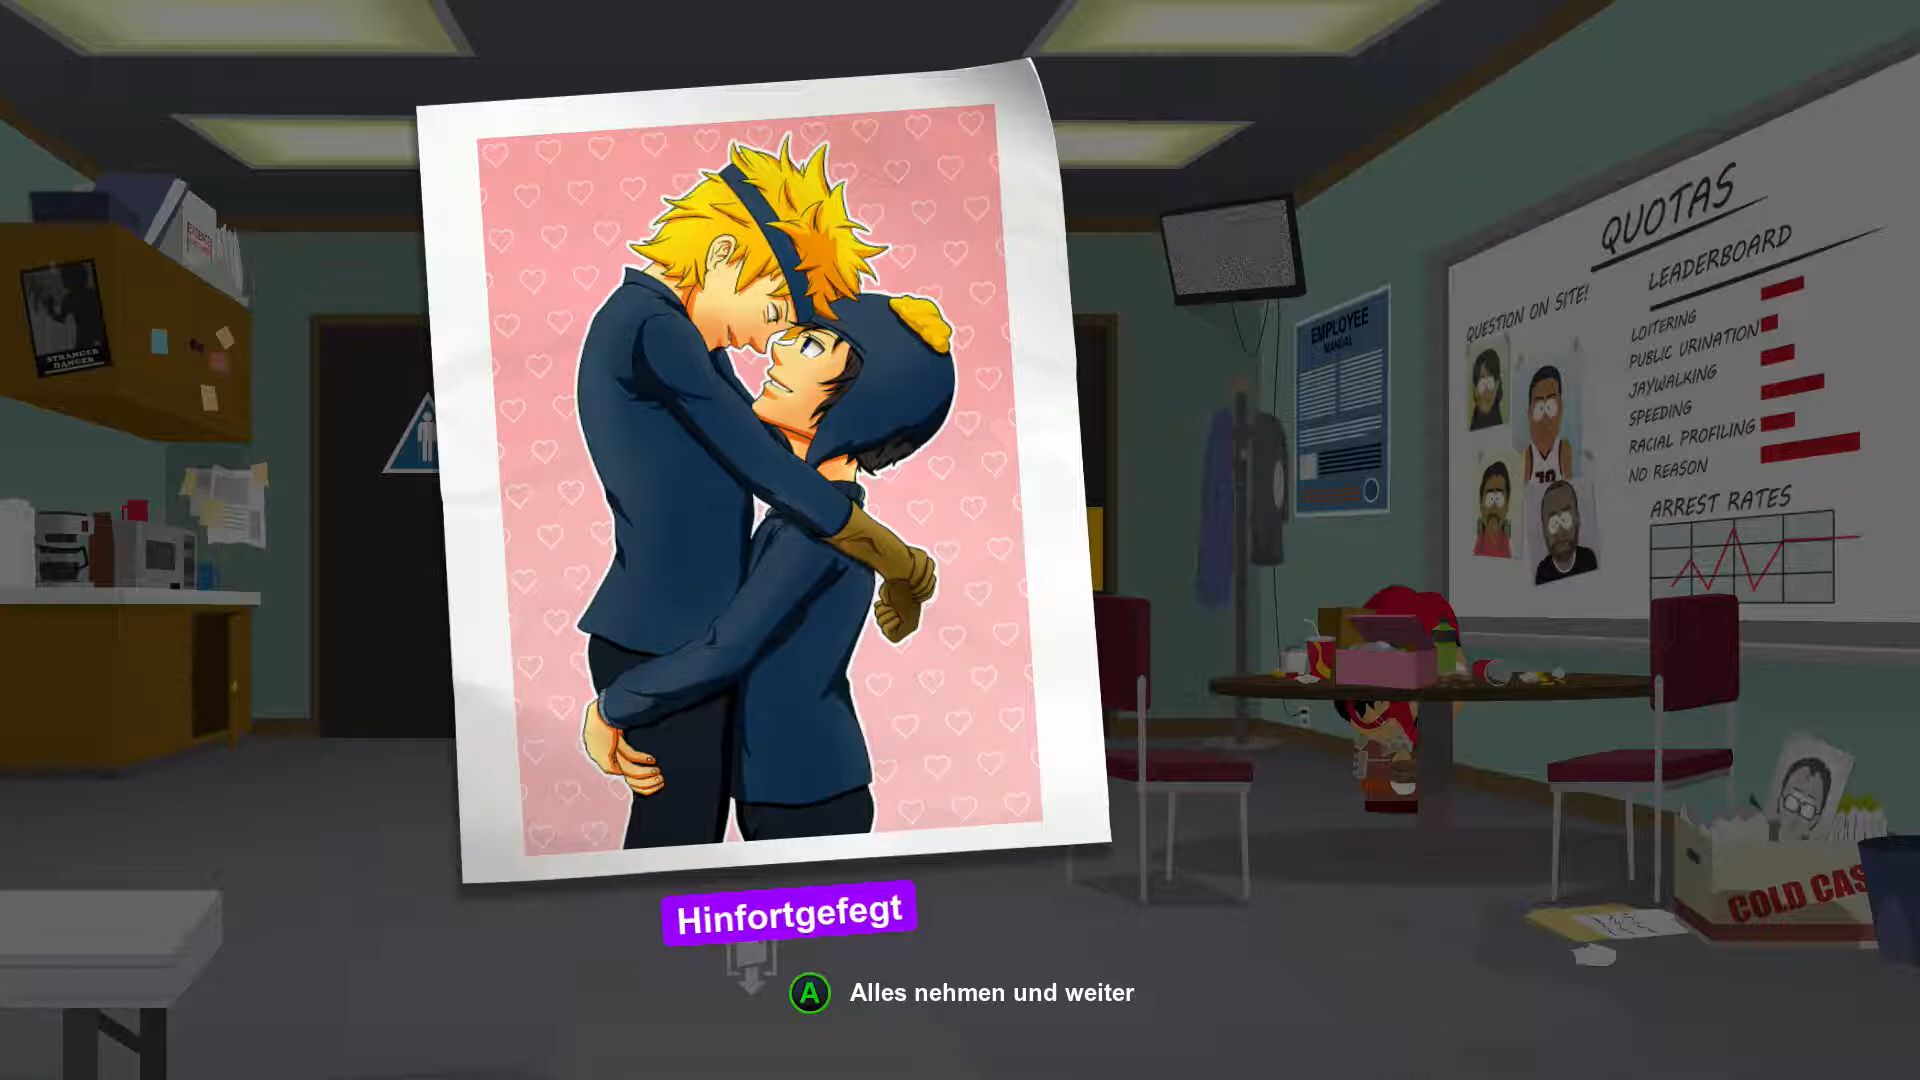 STRANGER
DANGER
EMPLOYEE
MANUAL
QUOTAS
LEADERBOARD
QUESTION ON SITE!
LOITERING
PUBLIC URINATION
JAYWALKING
SPEEDING
RACIAL PROFILING
NO REASON
ARREST RATES
COLD CAS
Hinfortgefegt
A Alles nehmen und weiter